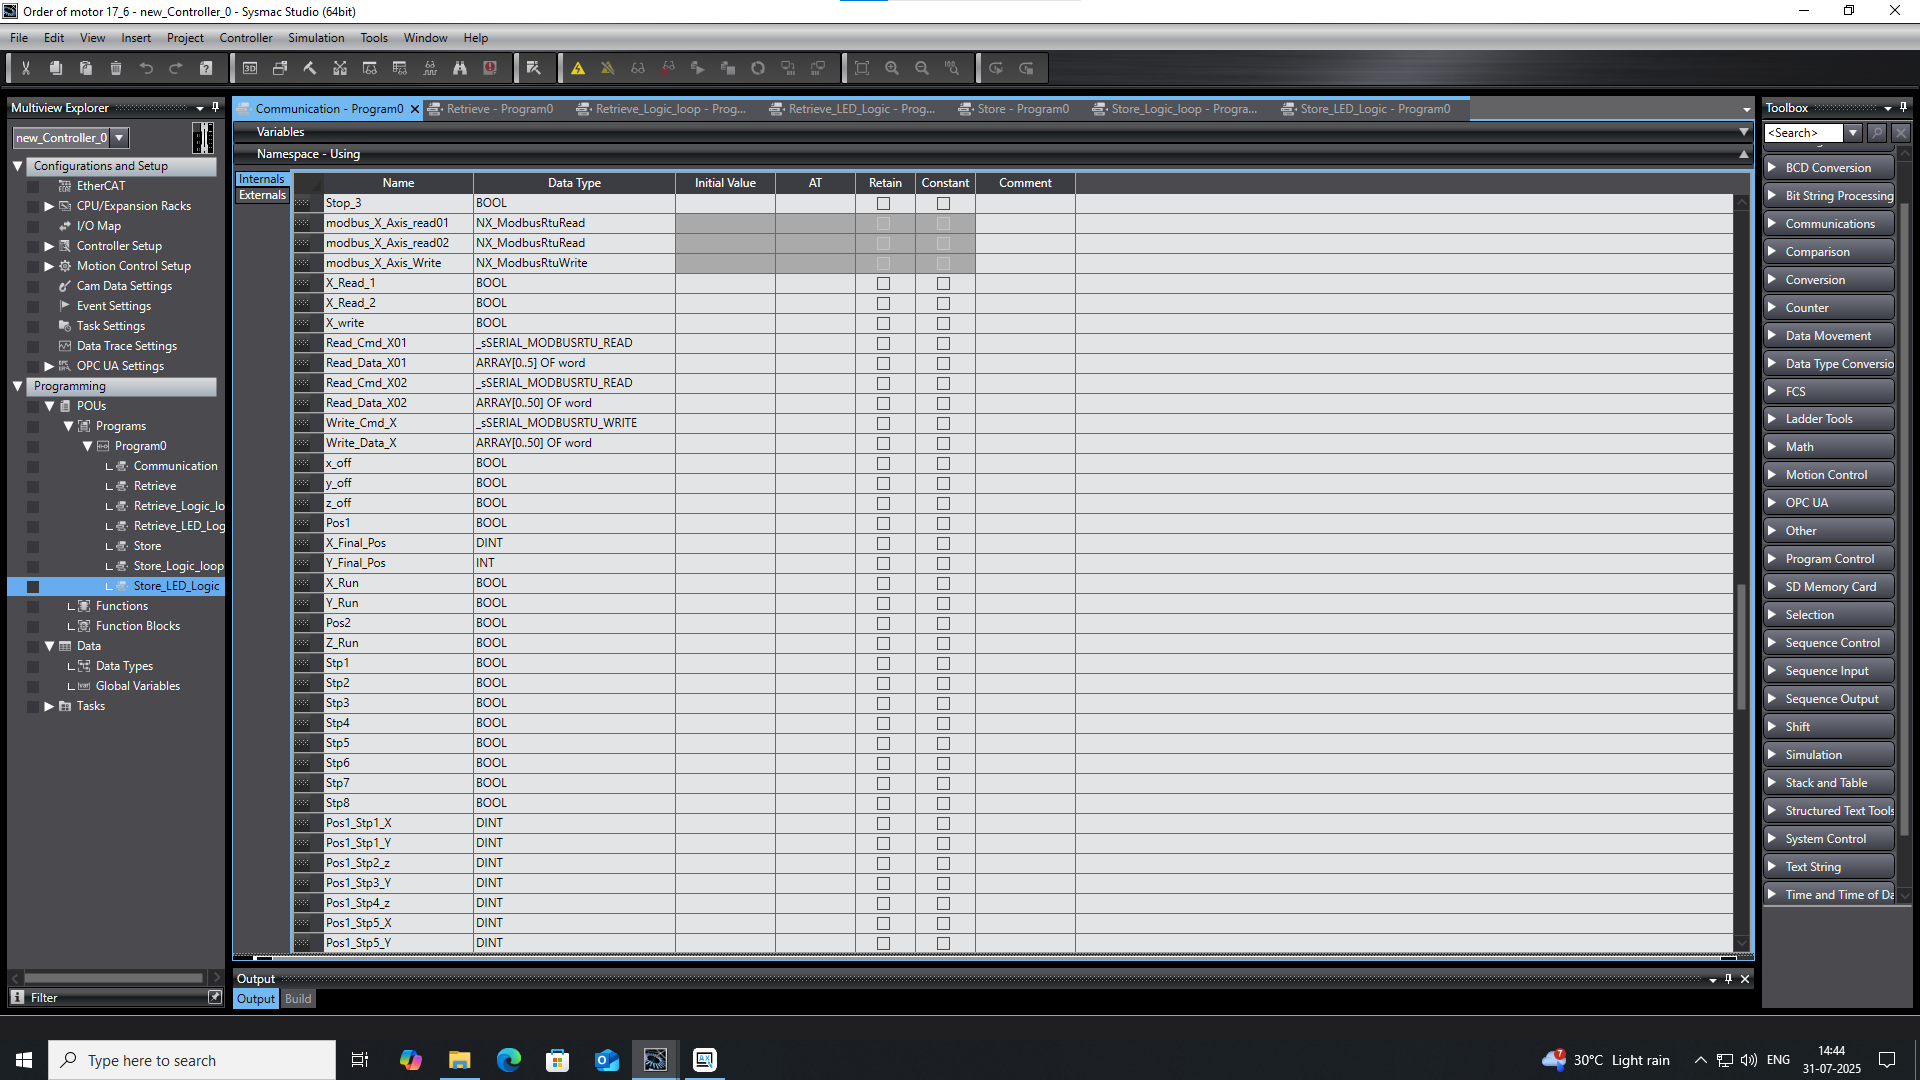 Order of motor 17_6 - new_Controller_0 - Sysmac Studio (64bit)
File Edit View Insert Project Controller Simulation Tools Window Help
Multiview Explorer
new_Controller_0
Configurations and Setup
EtherCAT
CPU/Expansion Racks
I/O Map
Controller Setup
Motion Control Setup
Cam Data Settings
Event Settings
Task Settings
Data Trace Settings
OPC UA Settings
Programming
POUs
Programs
Program0
Communication
Retrieve
Retrieve_Logic_lo
Retrieve_LED_Log
Store
Store_Logic_loop
Store_LED_Logic
Functions
Function Blocks
Data
Data Types
Global Variables
Tasks
Filter
Communication - Program0 Retrieve - Program0 Retrieve_Logic_loop - Prog... Retrieve_LED_Logic - Prog... Store - Program0 Store_Logic_loop - Progra... Store_LED_Logic - Program0
Variables
Namespace - Using
Internals
Externals
Name Data Type Initial Value AT Retain Constant Comment
Stop_3 BOOL
modbus_X_Axis_read01 NX_ModbusRtuRead
modbus_X_Axis_read02 NX_ModbusRtuRead
modbus_X_Axis_Write NX_ModbusRtuWrite
X_Read_1 BOOL
X_Read_2 BOOL
X_write BOOL
Read_Cmd_X01 _sSERIAL_MODBUSRTU_READ
Read_Data_X01 ARRAY[0..5] OF word
Read_Cmd_X02 _sSERIAL_MODBUSRTU_READ
Read_Data_X02 ARRAY[0..50] OF word
Write_Cmd_X _sSERIAL_MODBUSRTU_WRITE
Write_Data_X ARRAY[0..50] OF word
x_off BOOL
y_off BOOL
z_off BOOL
Pos1 BOOL
X_Final_Pos DINT
Y_Final_Pos INT
X_Run BOOL
Y_Run BOOL
Pos2 BOOL
Z_Run BOOL
Stp1 BOOL
Stp2 BOOL
Stp3 BOOL
Stp4 BOOL
Stp5 BOOL
Stp6 BOOL
Stp7 BOOL
Stp8 BOOL
Pos1_Stp1_X DINT
Pos1_Stp1_Y DINT
Pos1_Stp2_z DINT
Pos1_Stp3_Y DINT
Pos1_Stp4_z DINT
Pos1_Stp5_X DINT
Pos1_Stp5_Y DINT
Output
Output Build
Toolbox
<Search>
BCD Conversion
Bit String Processing
Communications
Comparison
Conversion
Counter
Data Movement
Data Type Conversio
FCS
Ladder Tools
Math
Motion Control
OPC UA
Other
Program Control
SD Memory Card
Selection
Sequence Control
Sequence Input
Sequence Output
Shift
Simulation
Stack and Table
Structured Text Tools
System Control
Text String
Time and Time of Da
Type here to search
7
30°C Light rain
ENG
14:44
31-07-2025